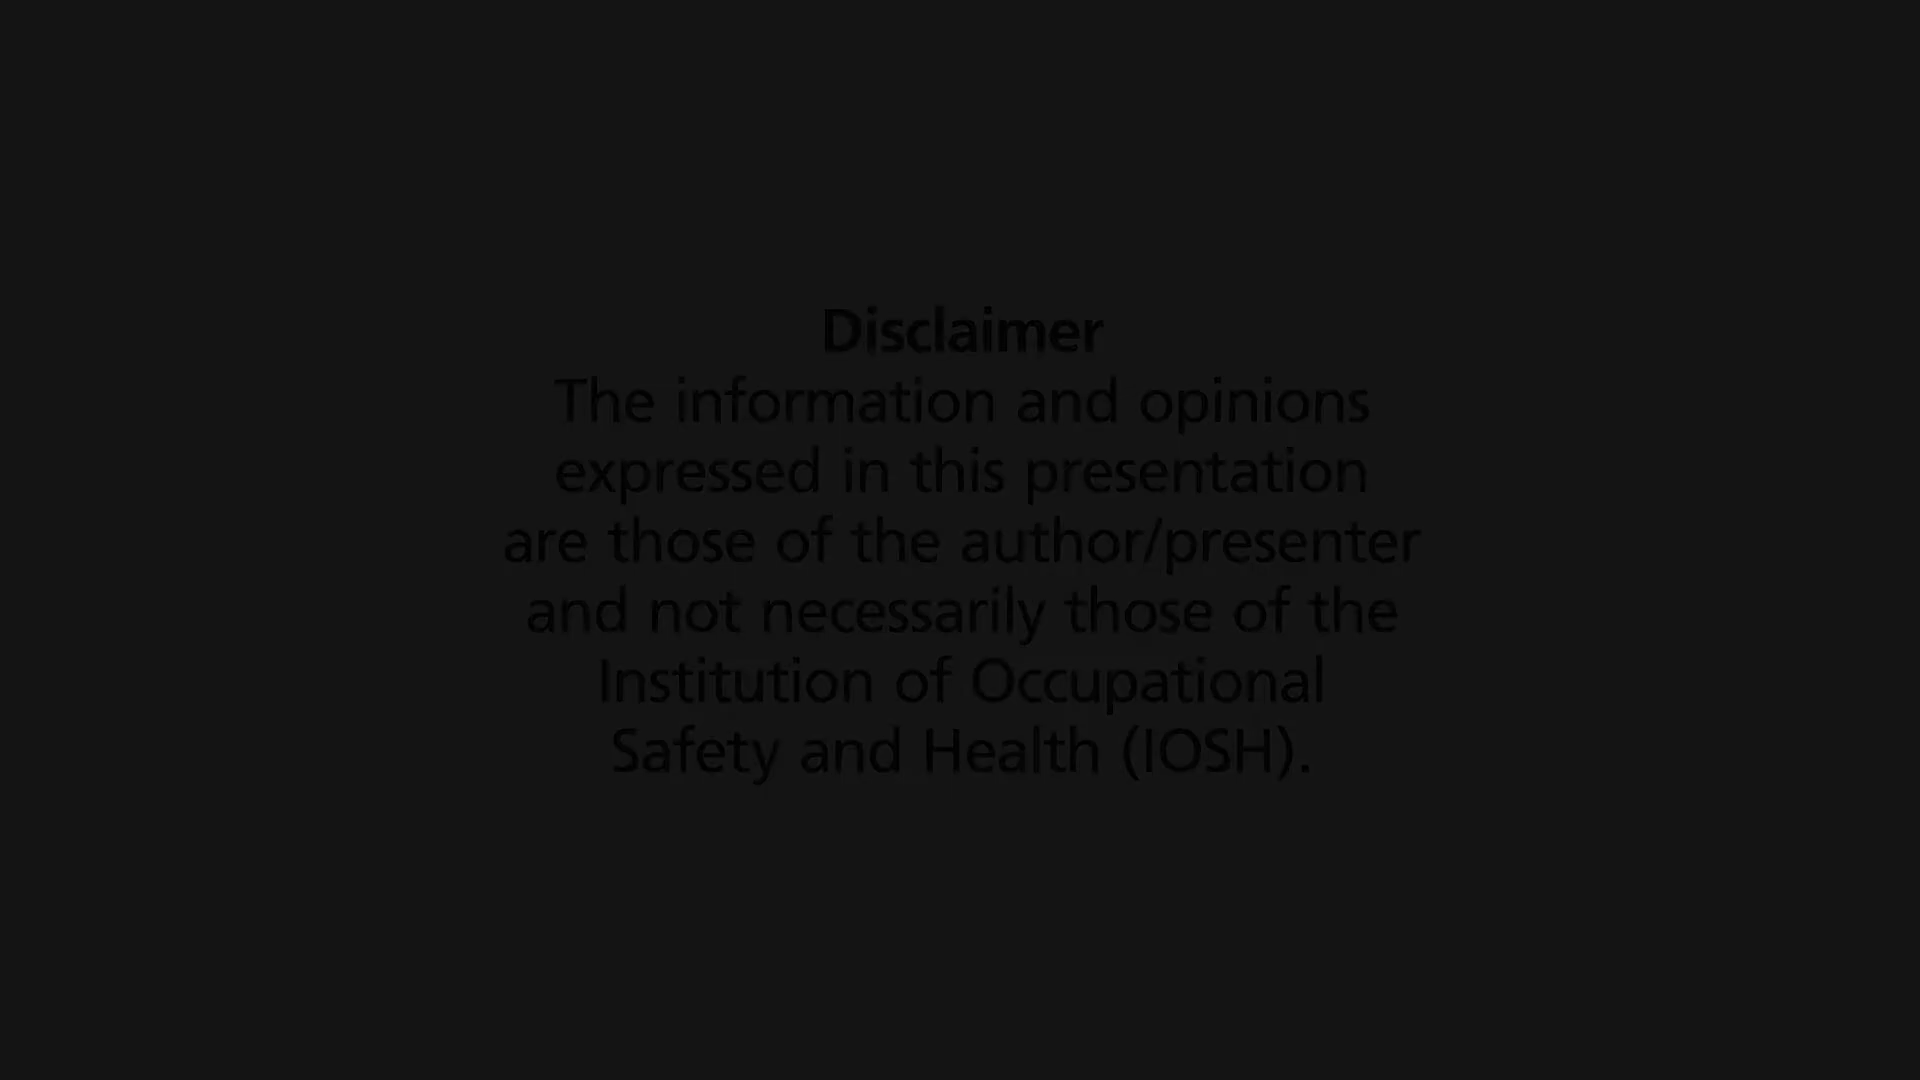 Disclaimer
The information and opinions
expressed in this presentation
are those of the author/presenter
and not necessarily those of the
Institution of Occupational
Safety and Health (IOSH).